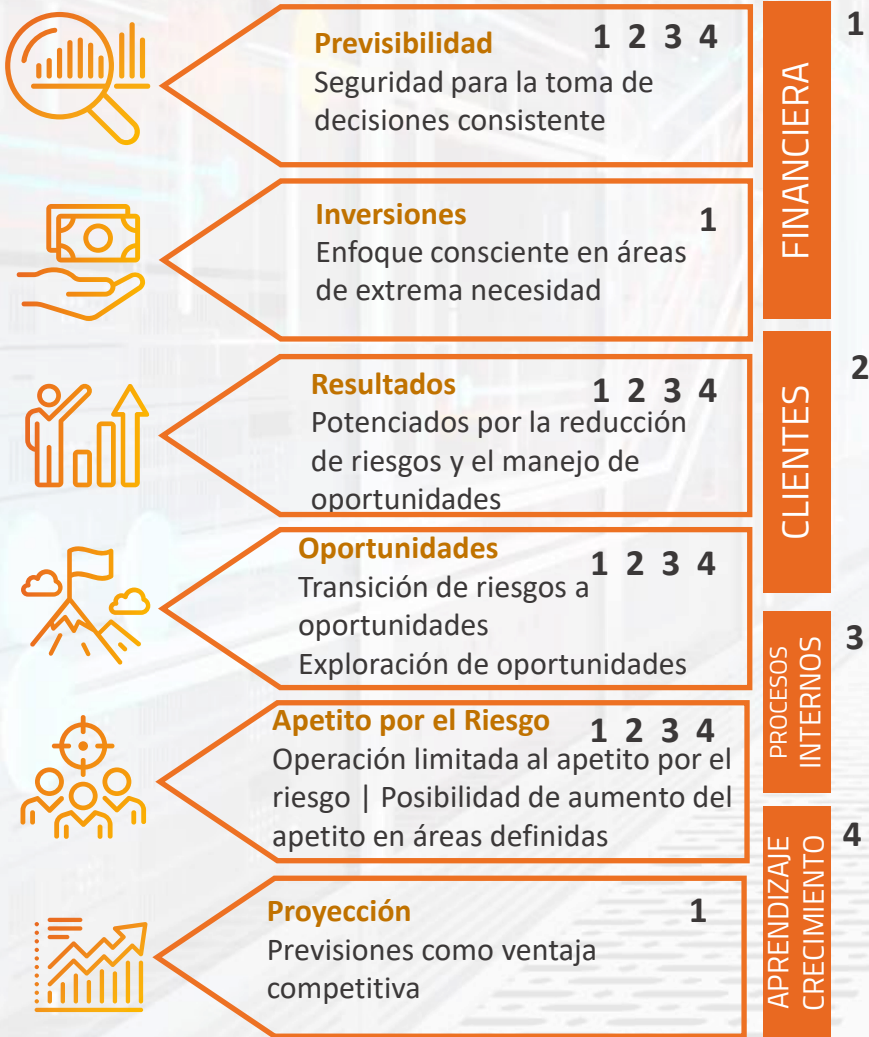 Previsibilidad 1 2 3 4
Seguridad para la toma de
decisiones consistente
Inversiones 1
Enfoque consciente en áreas
de extrema necesidad
Resultados 1 2 3 4
Potenciados por la reducción
de riesgos y el manejo de
oportunidades
Oportunidades 1 2 3 4
Transición de riesgos a
oportunidades
Exploración de oportunidades
Apetito por el Riesgo 1 2 3 4
Operación limitada al apetito por el
riesgo | Posibilidad de aumento del
apetito en áreas definidas
Proyección 1
Previsiones como ventaja
competitiva
FINANCIERA 1
CLIENTES 2
PROCESOS
INTERNOS 3
APRENDIZAJE
CRECIMIENTO 4